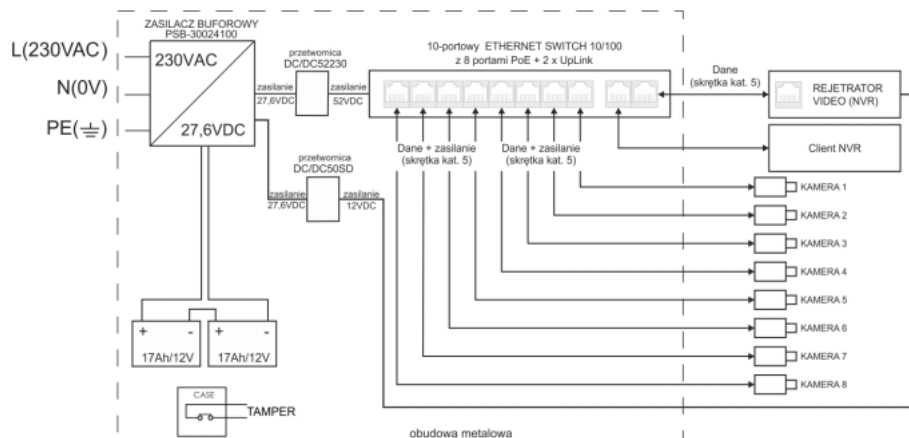 ZASILACZ BUFOROWY
PSB-30024100
L(230VAC)
N(0V)
PE(⏚)
230VAC
27,6VDC
zasilanie
27,6VDC
przetwornica
DC/DC52230
zasilanie
52VDC
10-portowy ETHERNET SWITCH 10/100
z 8 portami PoE + 2 x UpLink
Dane
(skrętka kat. 5)
REJETRATOR
VIDEO (NVR)
Client NVR
Dane + zasilanie
(skrętka kat. 5)
Dane + zasilanie
(skrętka kat. 5)
przetwornica
DC/DC50SD
zasilanie
27,6VDC
zasilanie
12VDC
KAMERA 1
KAMERA 2
KAMERA 3
KAMERA 4
KAMERA 5
KAMERA 6
KAMERA 7
KAMERA 8
+ -
17Ah/12V
+ -
17Ah/12V
CASE
TAMPER
obudowa metalowa